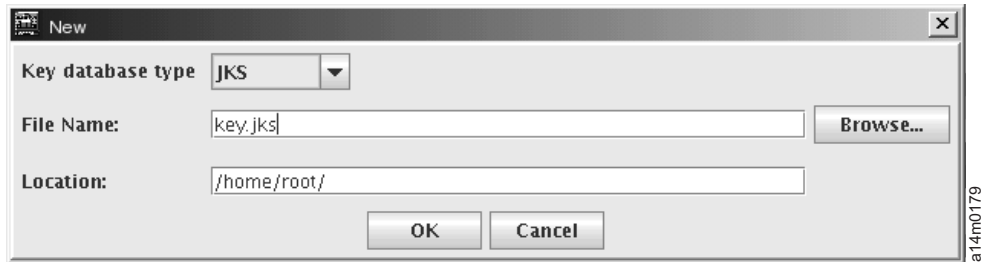 New
Key database type JKS
File Name: key.jks Browse...
Location: /home/root/
OK Cancel
a14m0179